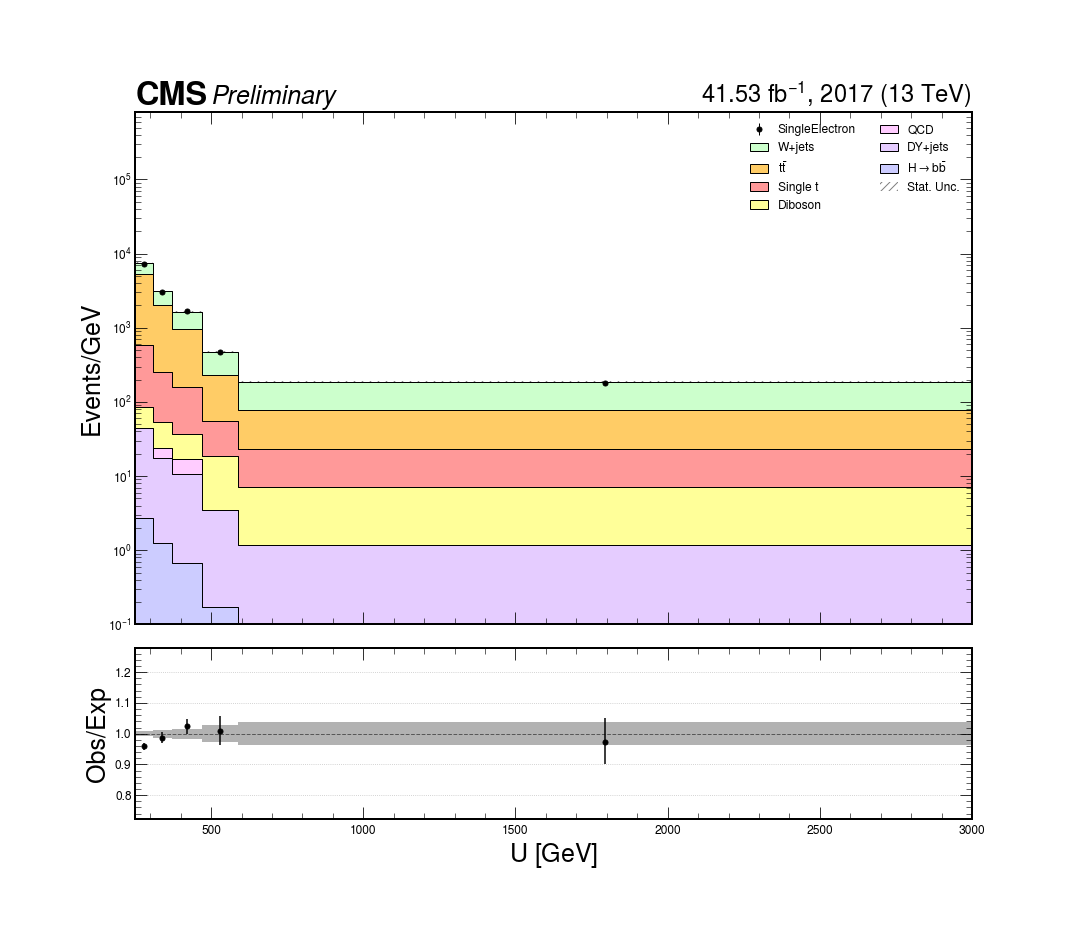 CMS Preliminary
41.53 fb⁻¹, 2017 (13 TeV)
SingleElectron
W+jets
tt̄
Single t
Diboson
QCD
DY+jets
H→bb̄
Stat. Unc.
Events/GeV
10⁵
10⁴
10³
10²
10¹
10⁰
10⁻¹
Obs/Exp
1.2
1.1
1.0
0.9
0.8
500 1000 1500 2000 2500 3000
U [GeV]